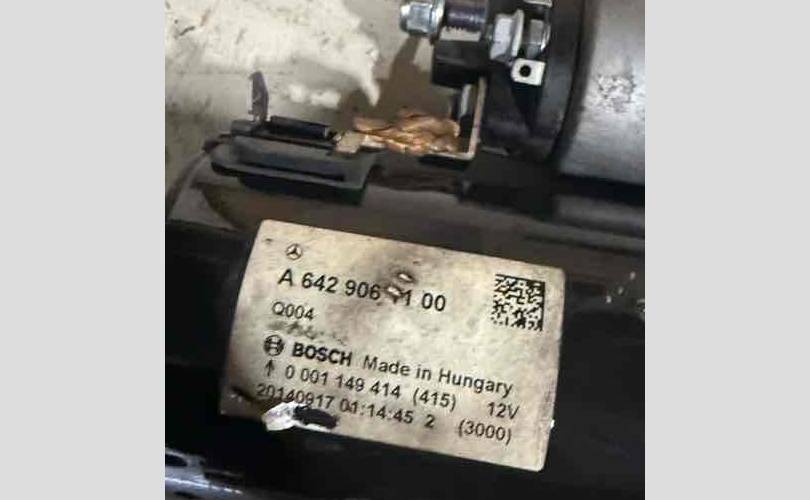 A 642 906 1 00
Q004
BOSCH Made in Hungary
↑ 0 001 149 414 (415) 12V
20140917 01:14:45 2 (3000)